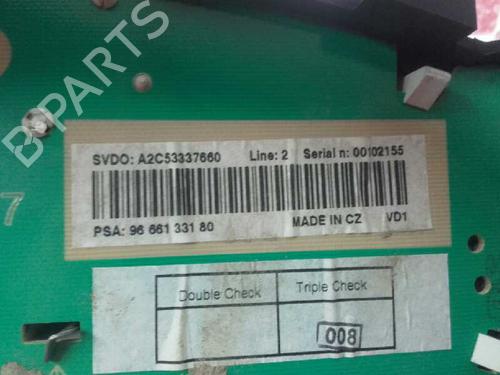 B-PARTS
SVDO: A2C53337660 Line: 2 Serial n: 00102155
7
PSA: 96 661 331 80 MADE IN CZ VD1
Double Check Triple Check
008